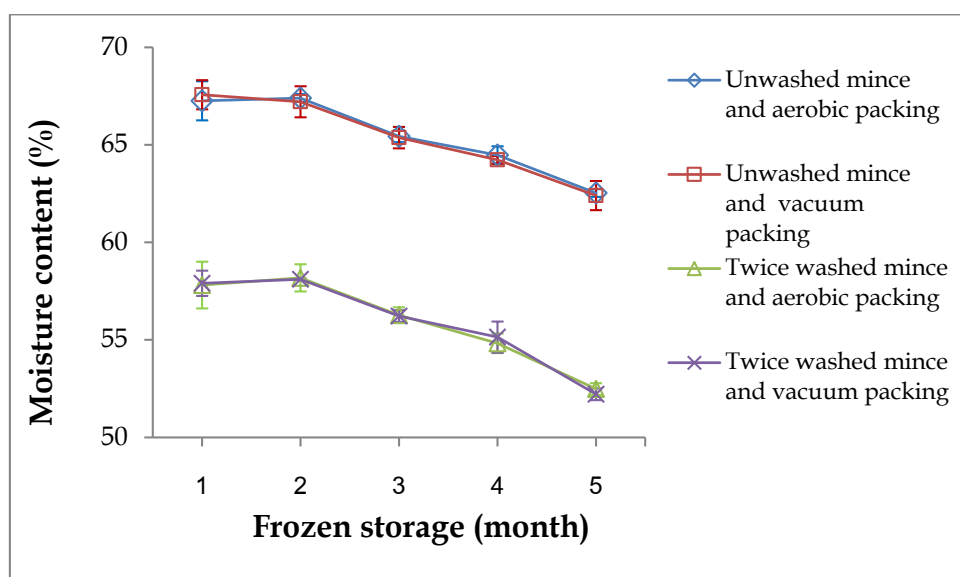 70
65
60
55
50
Moisture content (%)
1 2 3 4 5
Frozen storage (month)
Unwashed mince
and aerobic packing
Unwashed mince
and vacuum
packing
Twice washed mince
and aerobic packing
Twice washed mince
and vacuum packing